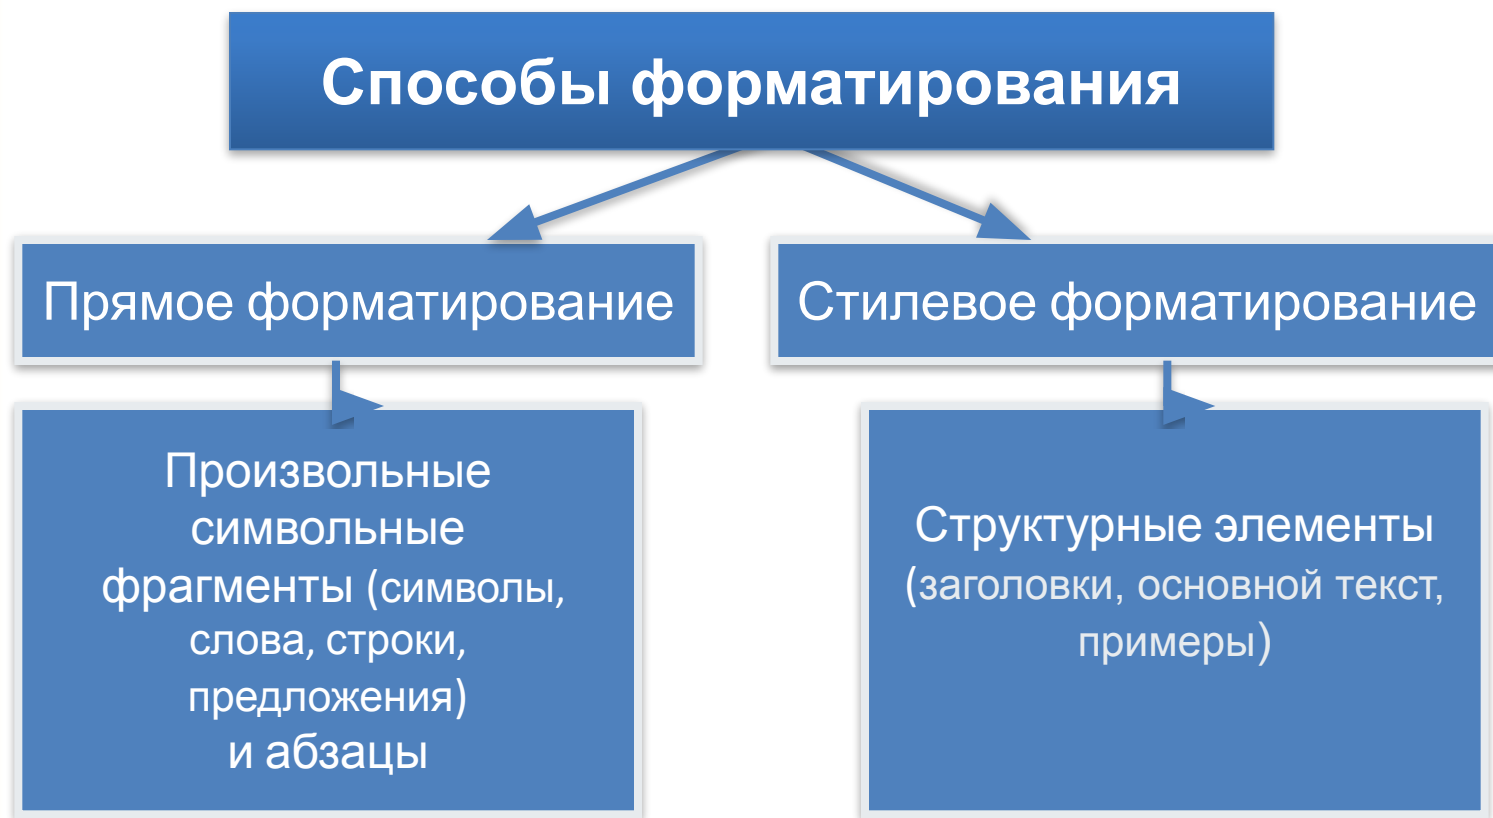 Способы форматирования
Прямое форматирование
Стилевое форматирование
Произвольные
символьные
фрагменты (символы,
слова, строки,
предложения)
и абзацы
Структурные элементы
(заголовки, основной текст,
примеры)